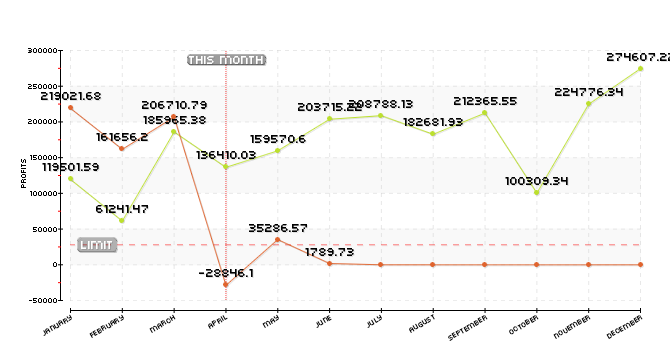 300000
THIS MONTH
274607.22
250000
219021.68
206710.79
224776.34
208788.13
212365.55
203715.22
200000
185965.38
182681.93
161656.2
159570.6
150000
136410.03
119501.59
PROFITS
100309.34
100000
61241.47
50000
35286.57
LIMIT
1789.73
0
-28846.1
-50000
JANUARY
FEBRUARY
MARCH
APRIL
MAY
JUNE
JULY
AUGUST
SEPTEMBER
OCTOBER
NOVEMBER
DECEMBER